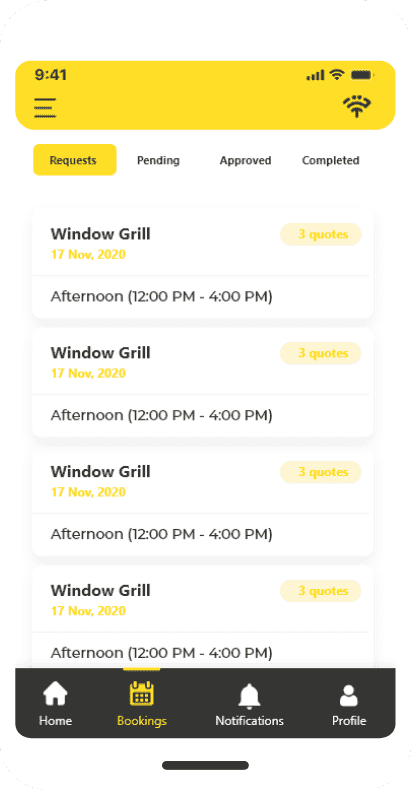 9:41
Requests Pending Approved Completed
Window Grill 3 quotes
17 Nov, 2020
Afternoon (12:00 PM - 4:00 PM)
Window Grill 3 quotes
17 Nov, 2020
Afternoon (12:00 PM - 4:00 PM)
Window Grill 3 quotes
17 Nov, 2020
Afternoon (12:00 PM - 4:00 PM)
Window Grill 3 quotes
17 Nov, 2020
Afternoon (12:00 PM - 4:00 PM)
Home Bookings Notifications Profile